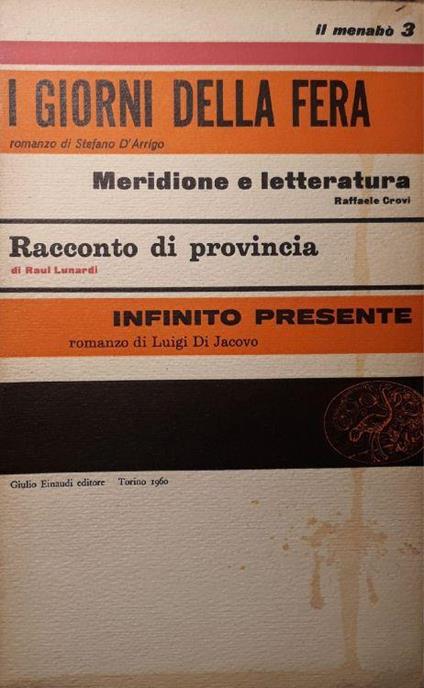 il menabò 3
I GIORNI DELLA FERA
romanzo di Stefano D'Arrigo
Meridione e letteratura
Raffaele Crovi
Racconto di provincia
di Raul Lunardi
INFINITO PRESENTE
romanzo di Luigi Di Jacovo
Giulio Einaudi editore Torino 1960